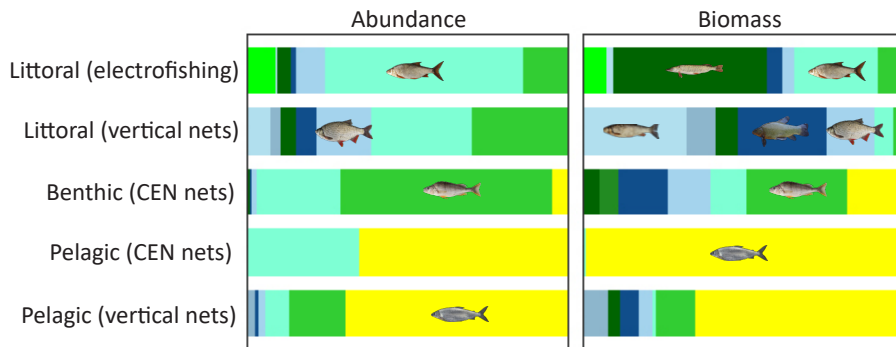 Abundance
Biomass
Littoral (electrofishing)
Littoral (vertical nets)
Benthic (CEN nets)
Pelagic (CEN nets)
Pelagic (vertical nets)